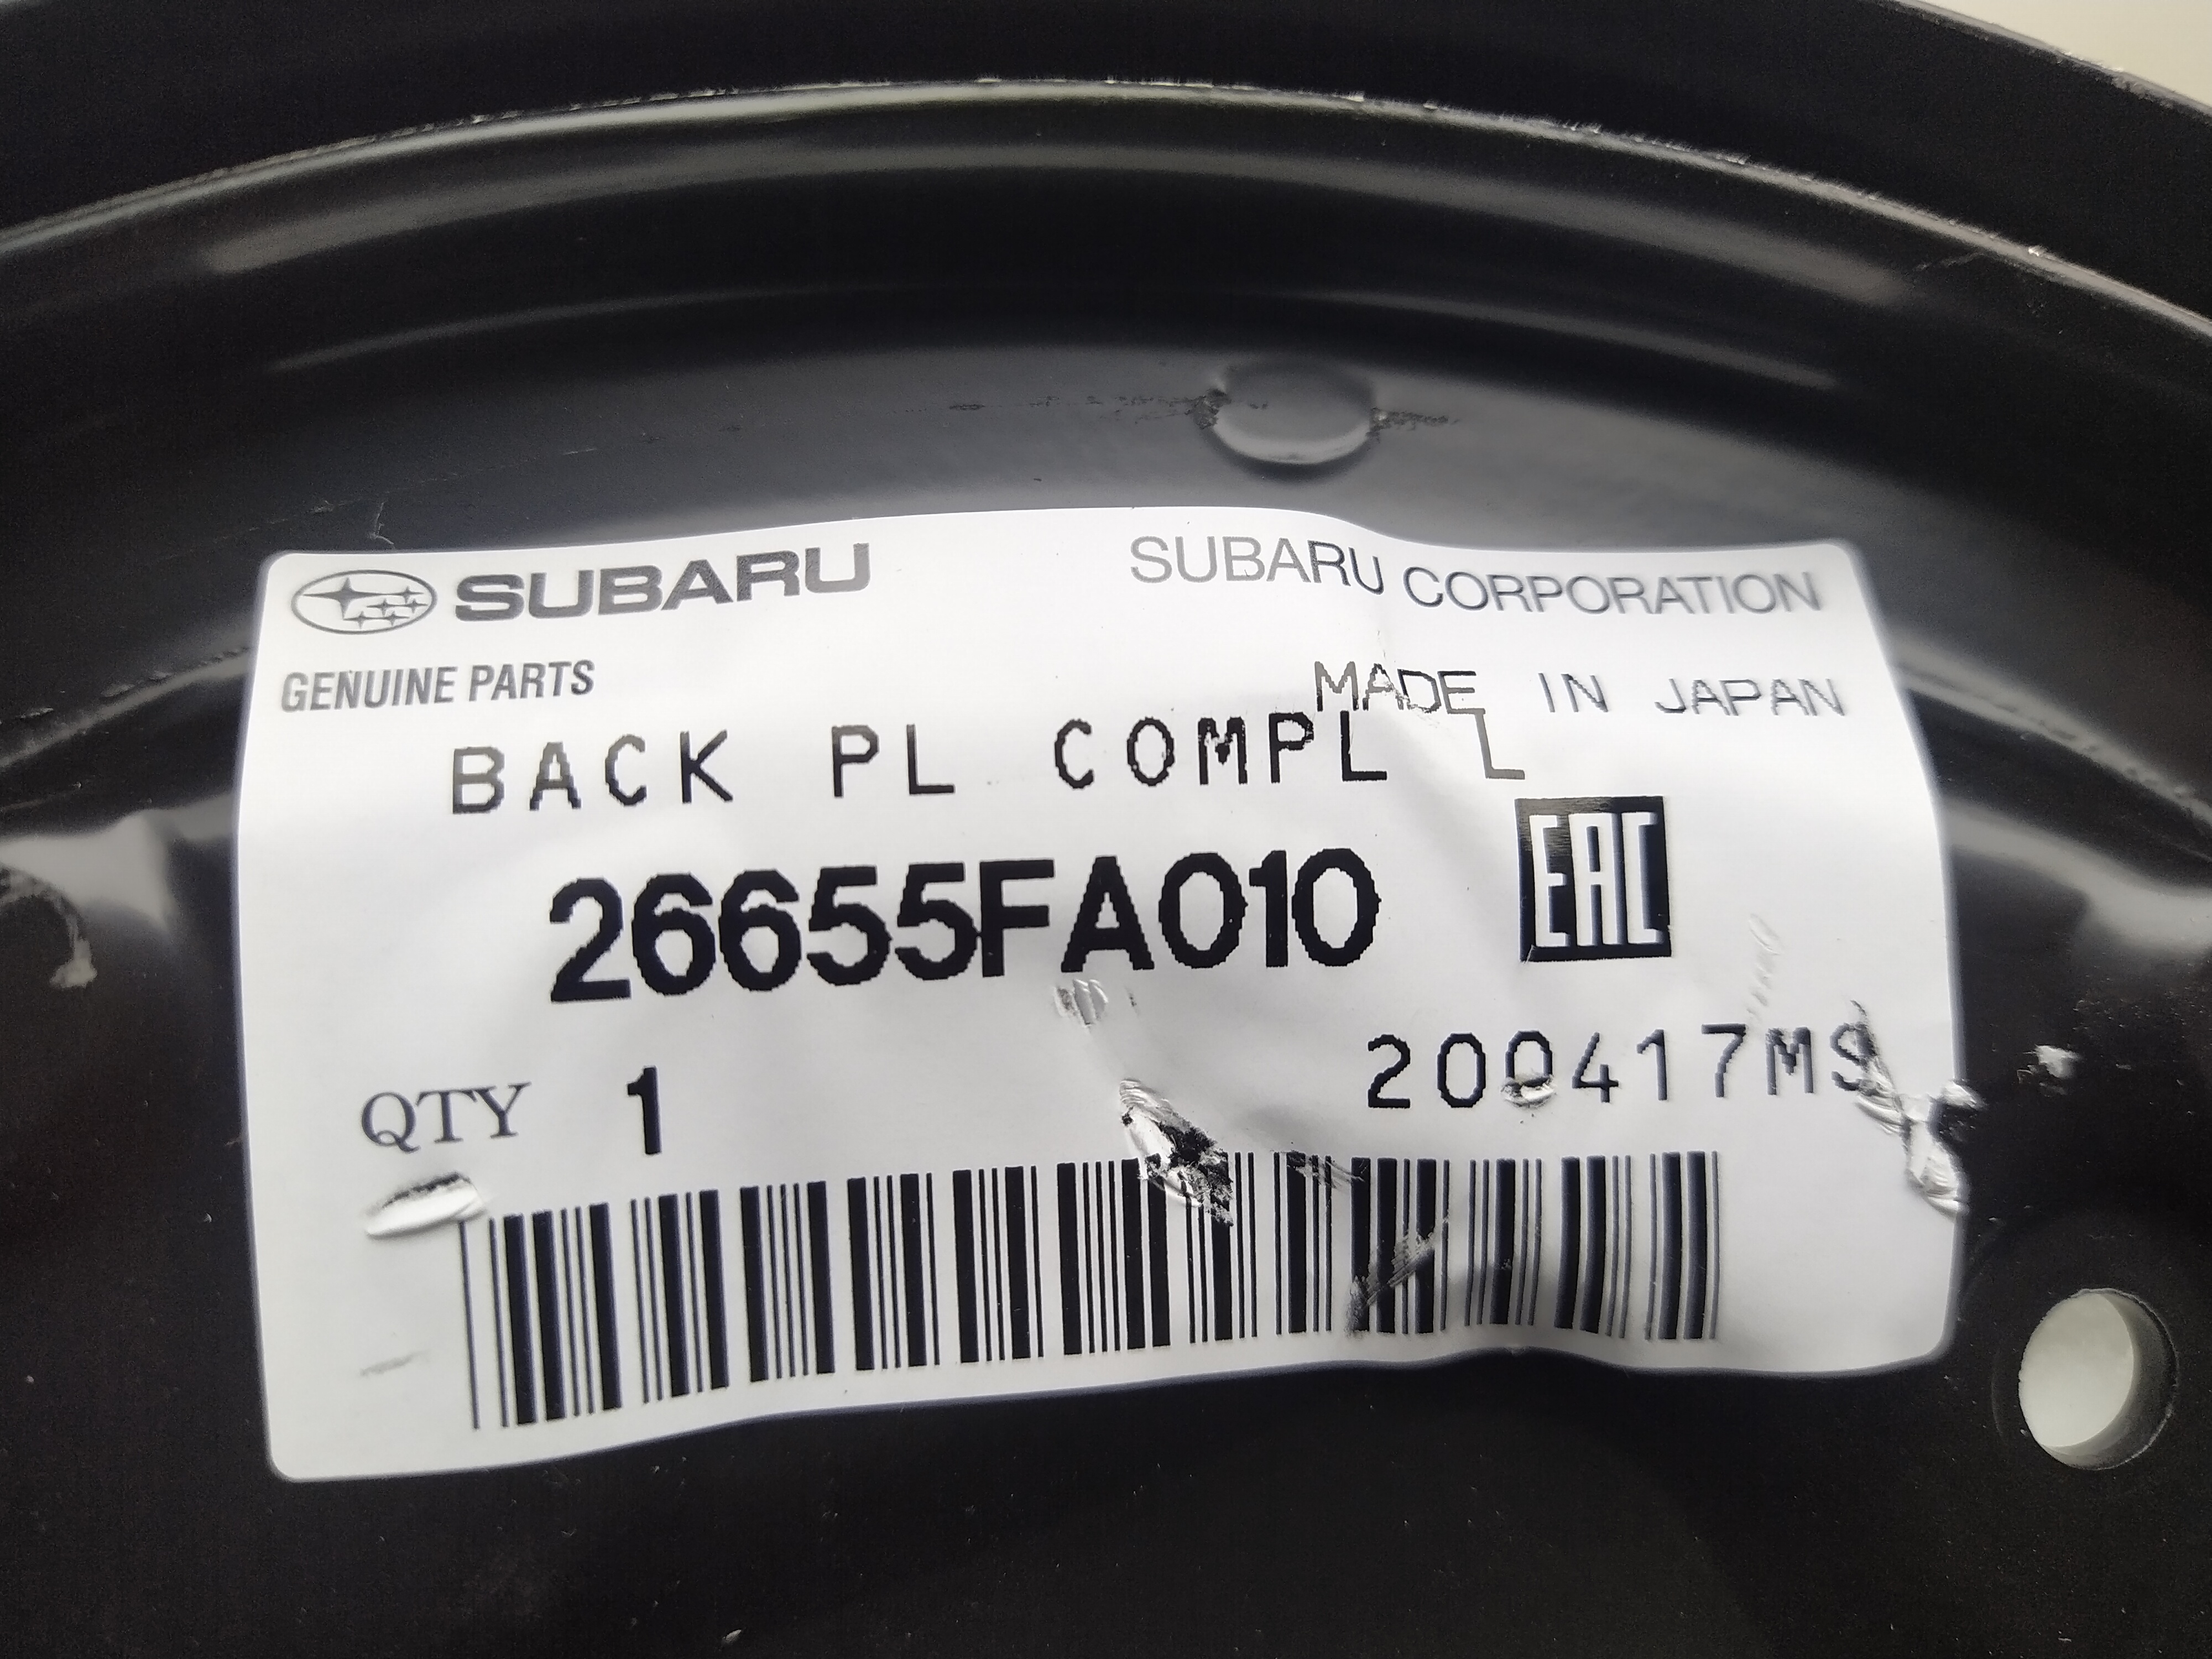 SUBARU SUBARU CORPORATION
GENUINE PARTS MADE IN JAPAN
BACK PL COMPL L
26655FA010 EAC
200417MS
QTY 1